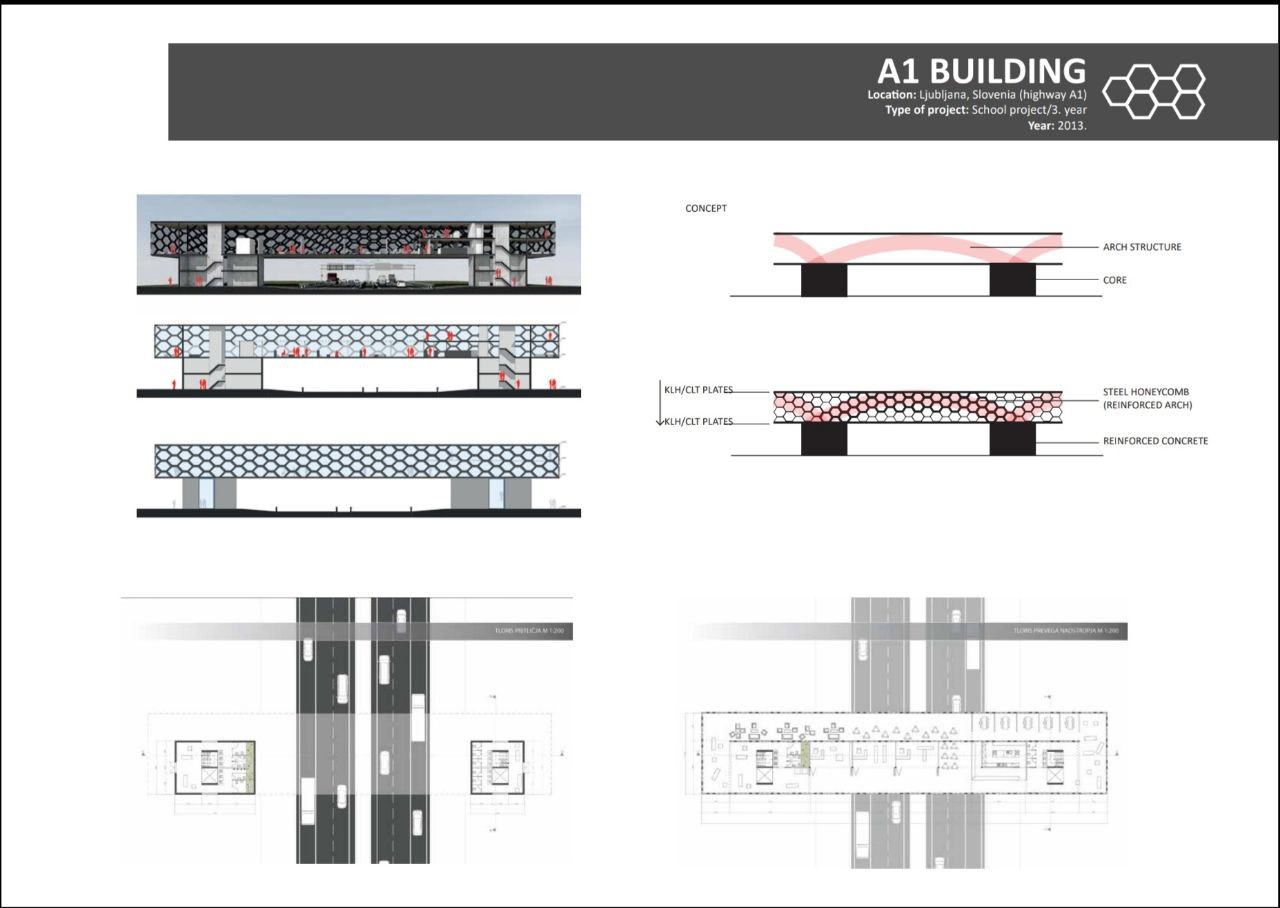 A1 BUILDING
Location: Ljubljana, Slovenia (highway A1)
Type of project: School project/3. year
Year: 2013.
CONCEPT
ARCH STRUCTURE
CORE
KLH/CLT PLATES
KLH/CLT PLATES
STEEL HONEYCOMB
(REINFORCED ARCH)
REINFORCED CONCRETE
TLORIS PRITLIČJA M 1:200
TLORIS PREVEGA NADSTROPJA M 1:200